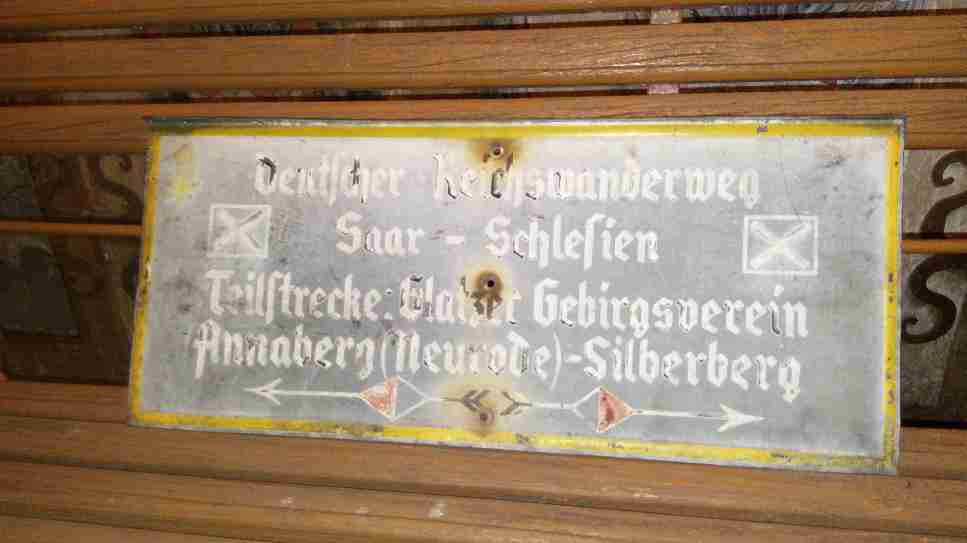 Deutscher Reichswanderweg
Saar - Schlesien
Teilstrecke: Glatzer Gebirgsverein
Annaberg (Neurode)-Silberberg